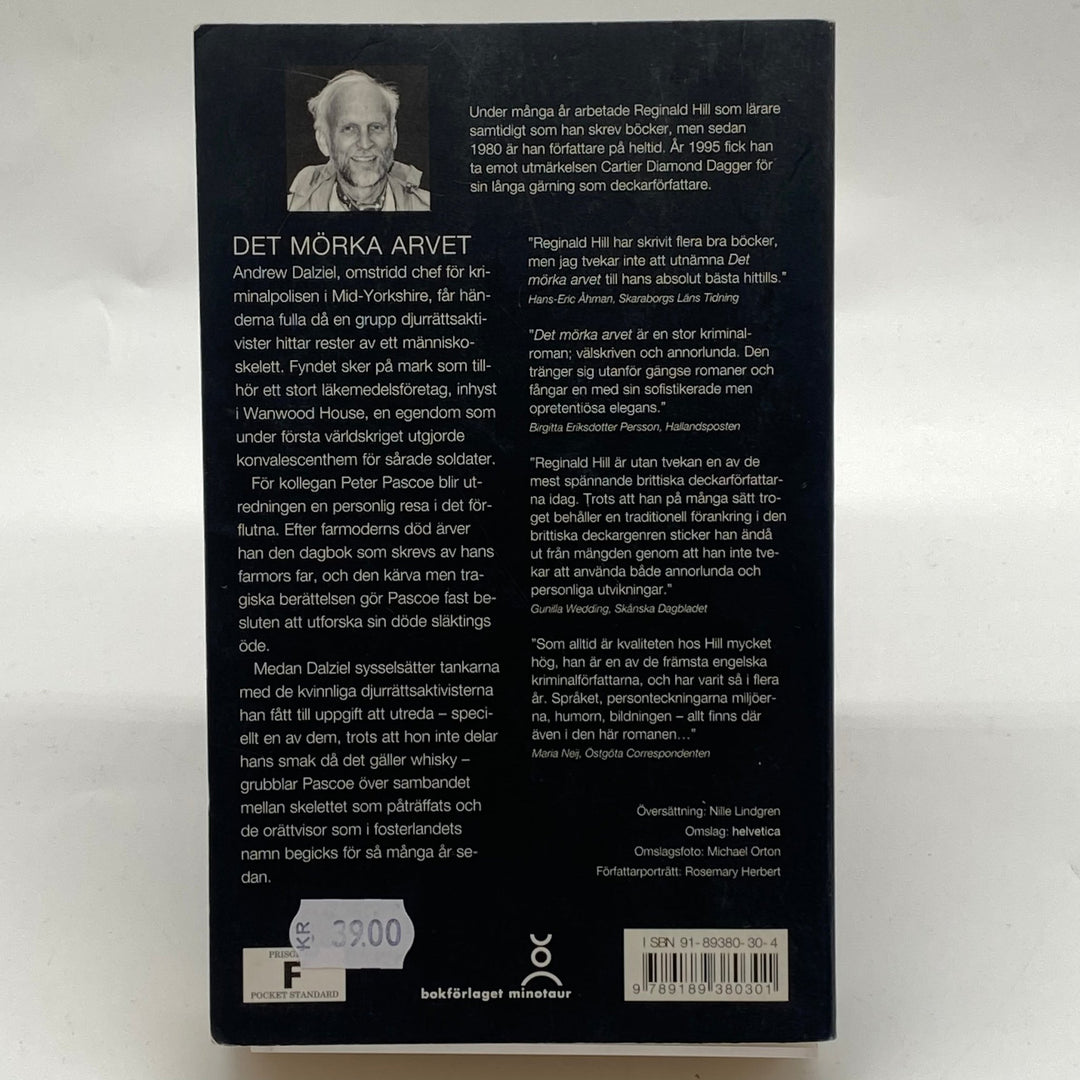 Under många år arbetade Reginald Hill som lärare
samtidigt som han skrev böcker, men sedan
1980 är han författare på heltid. År 1995 fick han
ta emot utmärkelsen Cartier Diamond Dagger för
sin långa gärning som deckarförfattare.
DET MÖRKA ARVET
Andrew Dalziel, omstridd chef för kri-
minalpolisen i Mid-Yorkshire, får hän-
derna fulla då en grupp djurrättsakti-
vister hittar rester av ett människo-
skelett. Fyndet sker på mark som till-
hör ett stort läkemedelsföretag, inhyst
i Wanwood House, en egendom som
under första världskriget utgjorde
konvalescenthem för sårade soldater.
För kollegan Peter Pascoe blir ut-
redningen en personlig resa i det för-
flutna. Efter farmoderns död ärver
han den dagbok som skrevs av hans
farmors far, och den kärva men tra-
giska berättelsen gör Pascoe fast be-
sluten att utforska sin döde släktings
öde.
Medan Dalziel sysselsätter tankarna
med de kvinnliga djurrättsaktivisterna
han fått till uppgift att utreda – speci-
ellt en av dem, trots att hon inte delar
hans smak då det gäller whisky –
grubblar Pascoe över sambandet
mellan skelettet som påträffats och
de orättvisor som i fosterlandets
namn begicks för så många år se-
dan.
"Reginald Hill har skrivit flera bra böcker,
men jag tvekar inte att utnämna Det
mörka arvet till hans absolut bästa hittills."
Hans-Eric Åhman, Skaraborgs Läns Tidning
"Det mörka arvet är en stor kriminal-
roman; välskriven och annorlunda. Den
tränger sig utanför gängse romaner och
fångar en med sin sofistikerade men
opretentiösa elegans."
Birgitta Eriksdotter Persson, Hallandsposten
"Reginald Hill är utan tvekan en av de
mest spännande brittiska deckarförfattar-
na idag. Trots att han på många sätt tro-
get behåller en traditionell förankring i den
brittiska deckargenren sticker han ändå
ut från mängden genom att han inte tve-
kar att använda både annorlunda och
personliga utvikningar."
Gunilla Wedding, Skånska Dagbladet
"Som alltid är kvaliteten hos Hill mycket
hög, han är en av de främsta engelska
kriminalförfattarna, och har varit så i flera
år. Språket, personteckningarna miljöer-
na, humorn, bildningen – allt finns där
även i den här romanen..."
Maria Neij, Östgöta Correspondenten
Översättning: Nille Lindgren
Omslag: helvetica
Omslagsfoto: Michael Orton
Författarporträtt: Rosemary Herbert
KR 39.00
F
POCKET STANDARD
bokförlaget minotaur
ISBN 91-89380-30-4
9 789189 380301